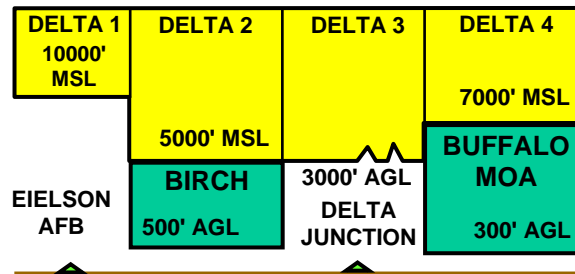 DELTA 1
10000'
MSL
DELTA 2
5000' MSL
DELTA 3
3000' AGL
DELTA 4
7000' MSL
EIELSON
AFB
BIRCH
500' AGL
DELTA
JUNCTION
BUFFALO
MOA
300' AGL